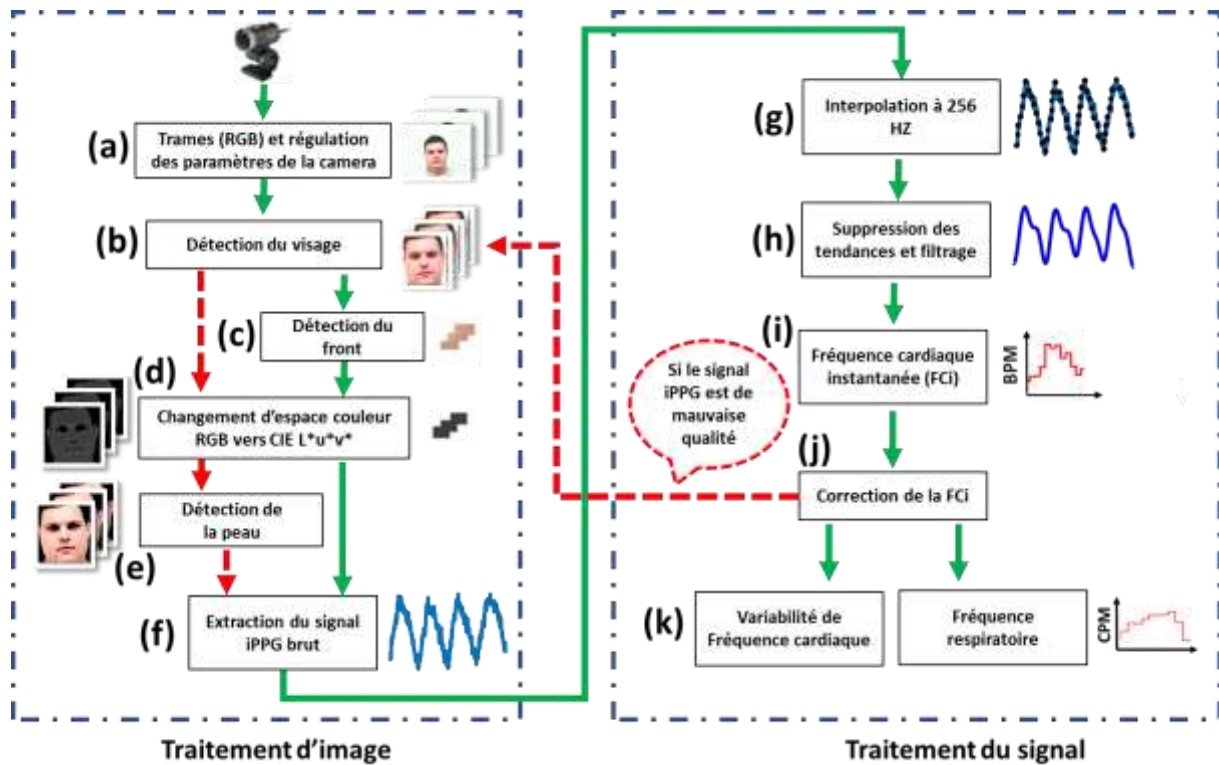 (a)
Trames (RGB) et régulation
des paramètres de la camera
(b)
Détection du visage
(c)
Détection du
front
(d)
Changement d'espace couleur
RGB vers CIE L*u*v*
Détection de
la peau
(e)
(f)
Extraction du signal
iPPG brut
Traitement d'image
(g)
Interpolation à 256
HZ
(h)
Suppression des
tendances et filtrage
(i)
Fréquence cardiaque
instantanée (FCi)
BPM
Si le signal
iPPG est de
mauvaise
qualité
(j)
Correction de la FCi
(k)
Variabilité de
Fréquence cardiaque
Fréquence
respiratoire
CPM
Traitement du signal